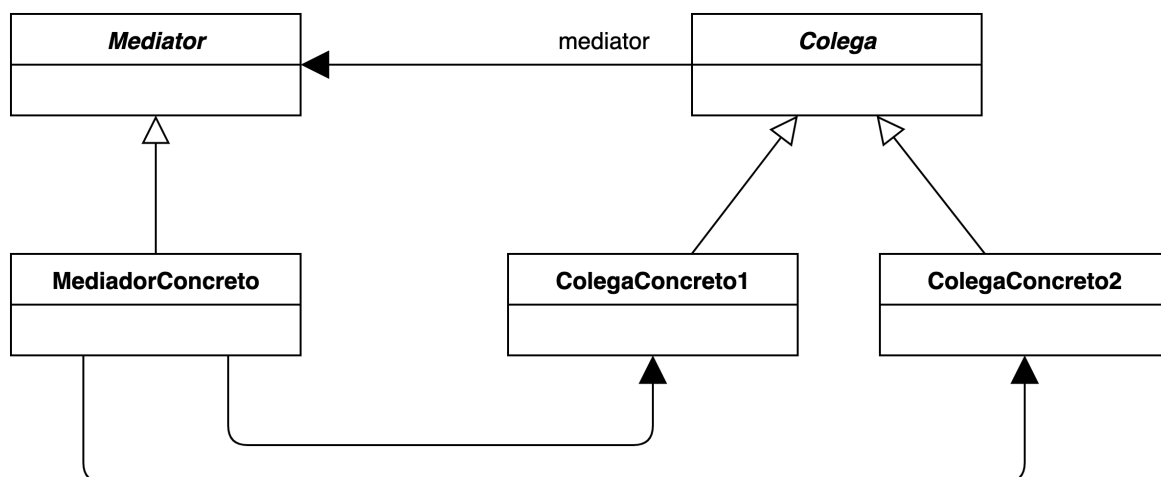 Mediator
mediator
Colega
MediadorConcreto
ColegaConcreto1
ColegaConcreto2